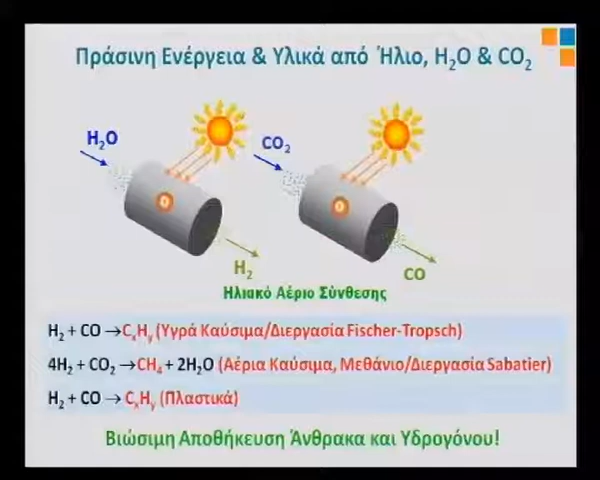 Πράσινη Ενέργεια & Υλικά από Ήλιο, H₂O & CO₂
H₂O
CO₂
O
O
H₂
CO
Ηλιακό Αέριο Σύνθεσης
H₂ + CO → CₓHᵧ (Υγρά Καύσιμα/Διεργασία Fischer-Tropsch)
4H₂ + CO₂ → CH₄ + 2H₂O (Αέρια Καύσιμα, Μεθάνιο/Διεργασία Sabatier)
H₂ + CO → CₓHᵧ (Πλαστικά)
Βιώσιμη Αποθήκευση Άνθρακα και Υδρογόνου!